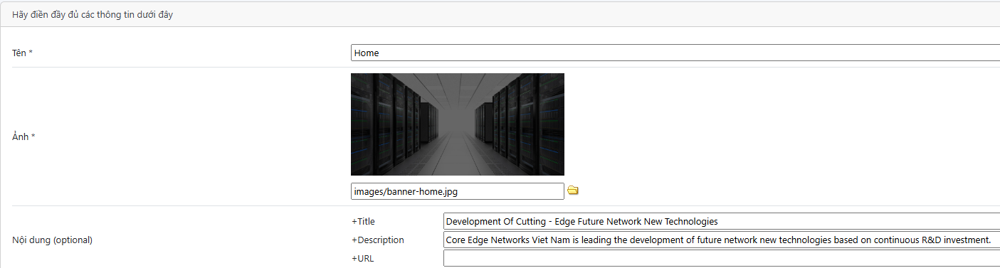 Hãy điền đầy đủ các thông tin dưới đây
Tên *
Home
Ảnh *
images/banner-home.jpg
Nội dung (optional)
+Title
Development Of Cutting - Edge Future Network New Technologies
+Description
Core Edge Networks Viet Nam is leading the development of future network new technologies based on continuous R&D investment.
+URL